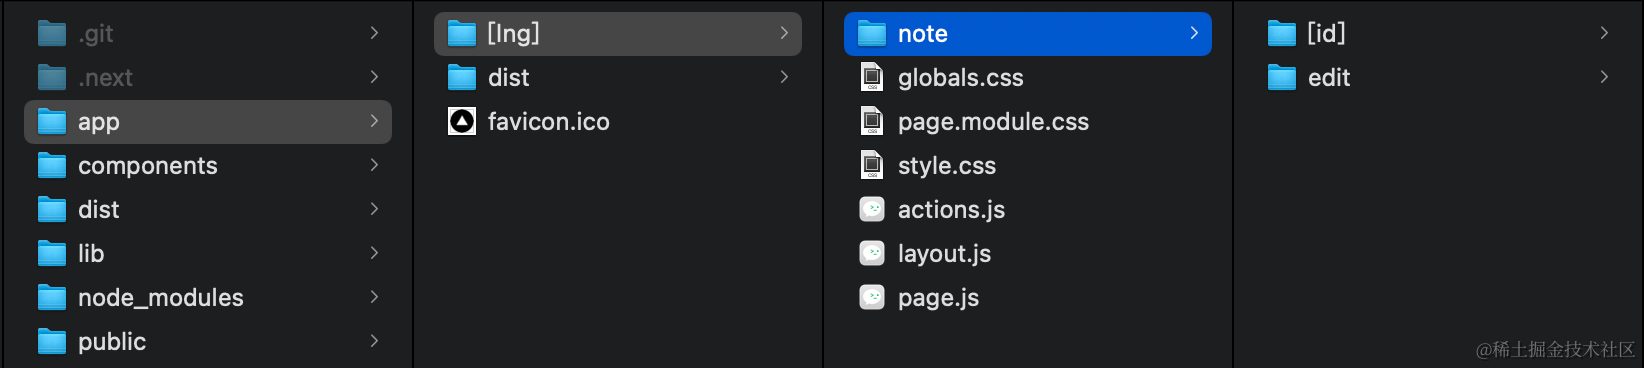 .git
.next
app
components
dist
lib
node_modules
public
[lng]
dist
favicon.ico
note
globals.css
page.module.css
style.css
actions.js
layout.js
page.js
[id]
edit
@稀土掘金技术社区